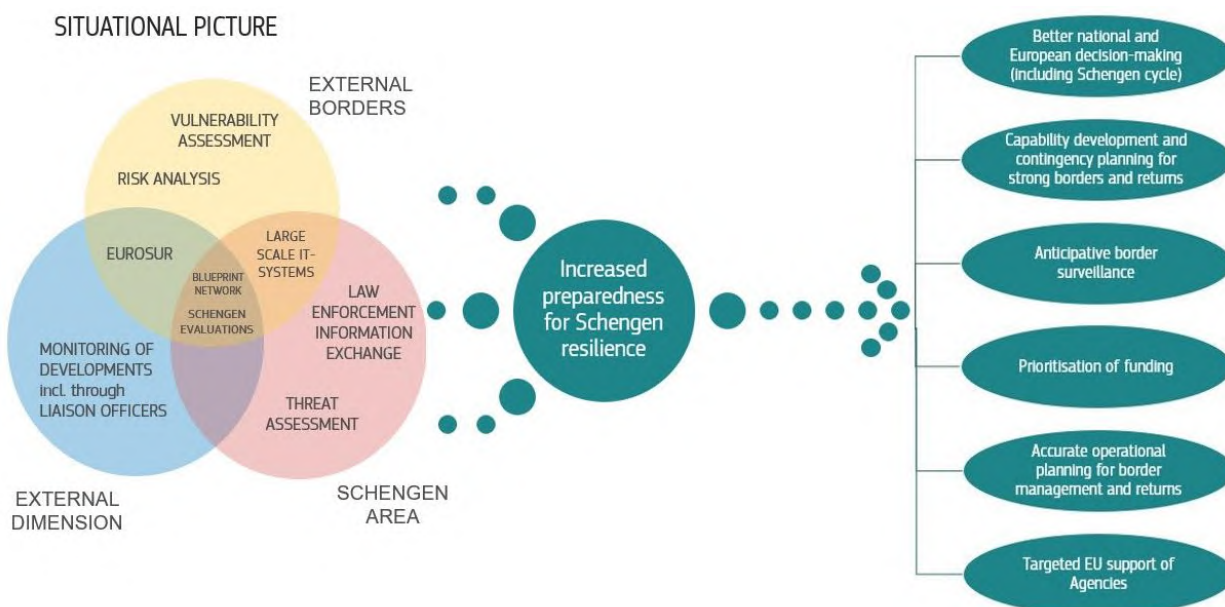 SITUATIONAL PICTURE
EXTERNAL
BORDERS
VULNERABILITY
ASSESSMENT
RISK ANALYSIS
EUROSUR
LARGE
SCALE IT-
SYSTEMS
BLUEPRINT
NETWORK
SCHENGEN
EVALUATIONS
LAW
ENFORCEMENT
INFORMATION
EXCHANGE
MONITORING OF
DEVELOPMENTS
incl. through
LIAISON OFFICERS
THREAT
ASSESSMENT
EXTERNAL
DIMENSION
SCHENGEN
AREA
Increased
preparedness
for Schengen
resilience
Better national and
European decision-making
(including Schengen cycle)
Capability development and
contingency planning for
strong borders and returns
Anticipative border
surveillance
Prioritisation of funding
Accurate operational
planning for border
management and returns
Targeted EU support of
Agencies